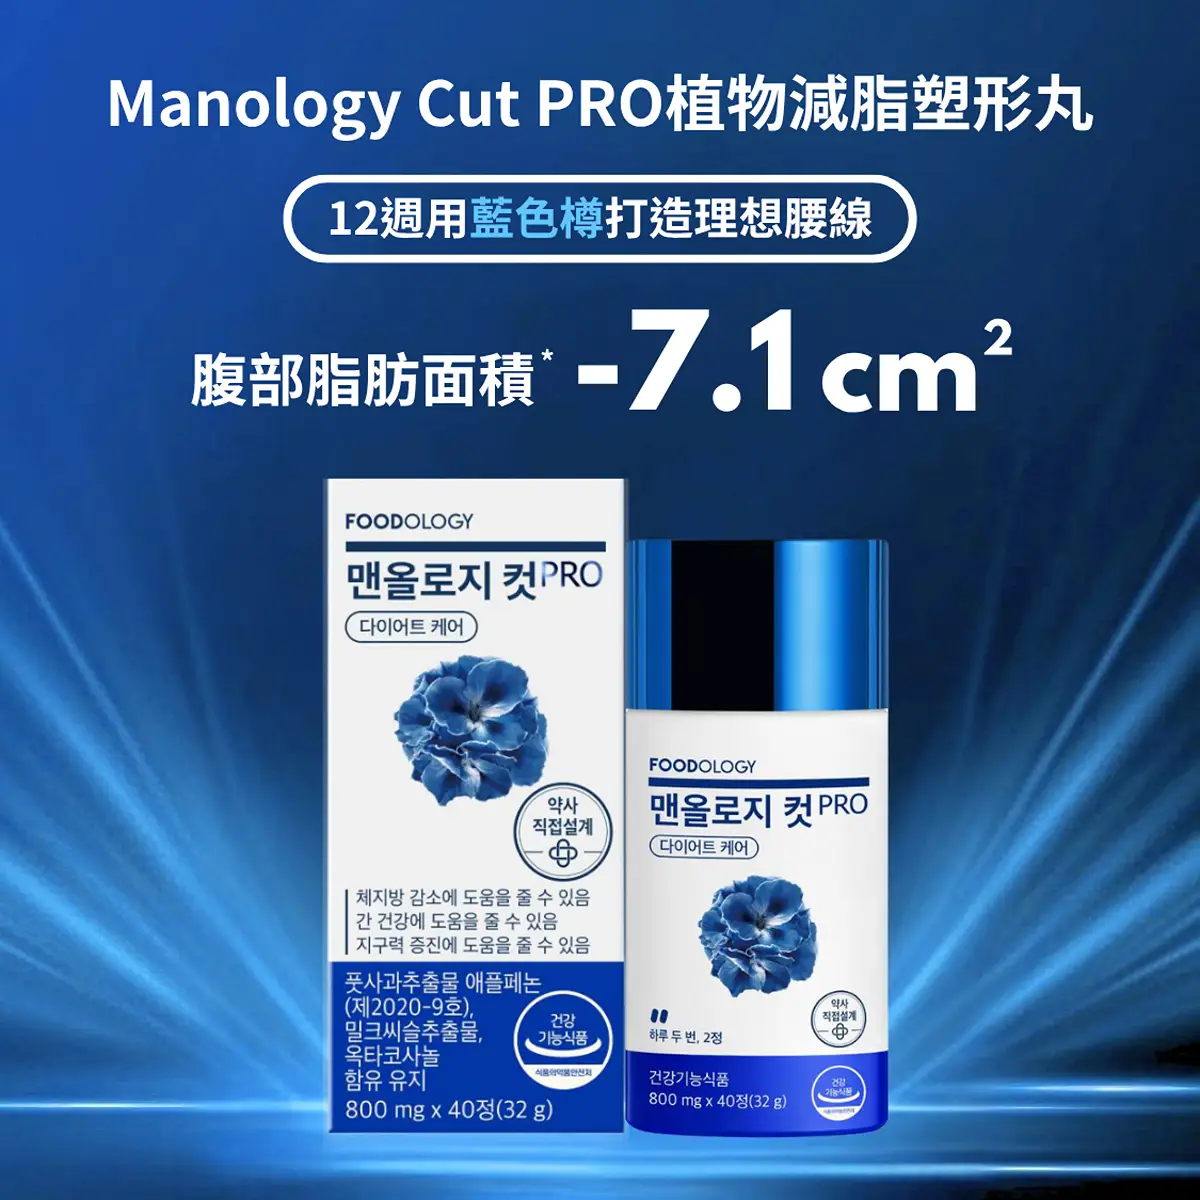 Manology Cut PRO植物減脂塑形丸
12週用藍色樽打造理想腰線
腹部脂肪面積* -7.1cm²
FOODOLOGY
맨올로지 컷PRO
다이어트 케어
약사
직접설계
체지방 감소에 도움을 줄 수 있음
간 건강에 도움을 줄 수 있음
지구력 증진에 도움을 줄 수 있음
풋사과추출물 애플페논
(제2020-9호),
밀크씨슬추출물,
옥타코사놀
함유 유지
건강
기능식품
식품의약품안전처
800 mg x 40정(32 g)
FOODOLOGY
맨올로지 컷PRO
다이어트 케어
하루 두 번, 2정
약사
직접설계
건강기능식품
800 mg x 40정(32 g)
건강
기능식품